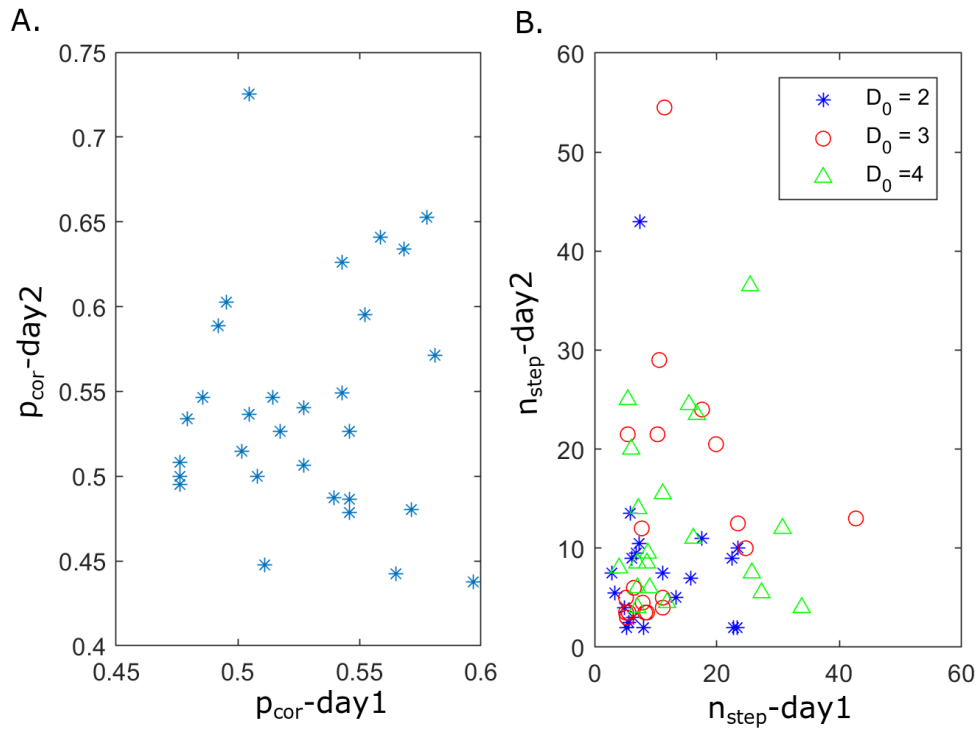 A.
0.75
0.7
0.65
0.6
0.55
0.5
0.45
0.4
0.45
0.5
0.55
0.6
p_cor-day2
p_cor-day1
B.
60
50
40
30
20
10
0
0
20
40
60
n_step-day2
n_step-day1
D_0 = 2
D_0 = 3
D_0 =4